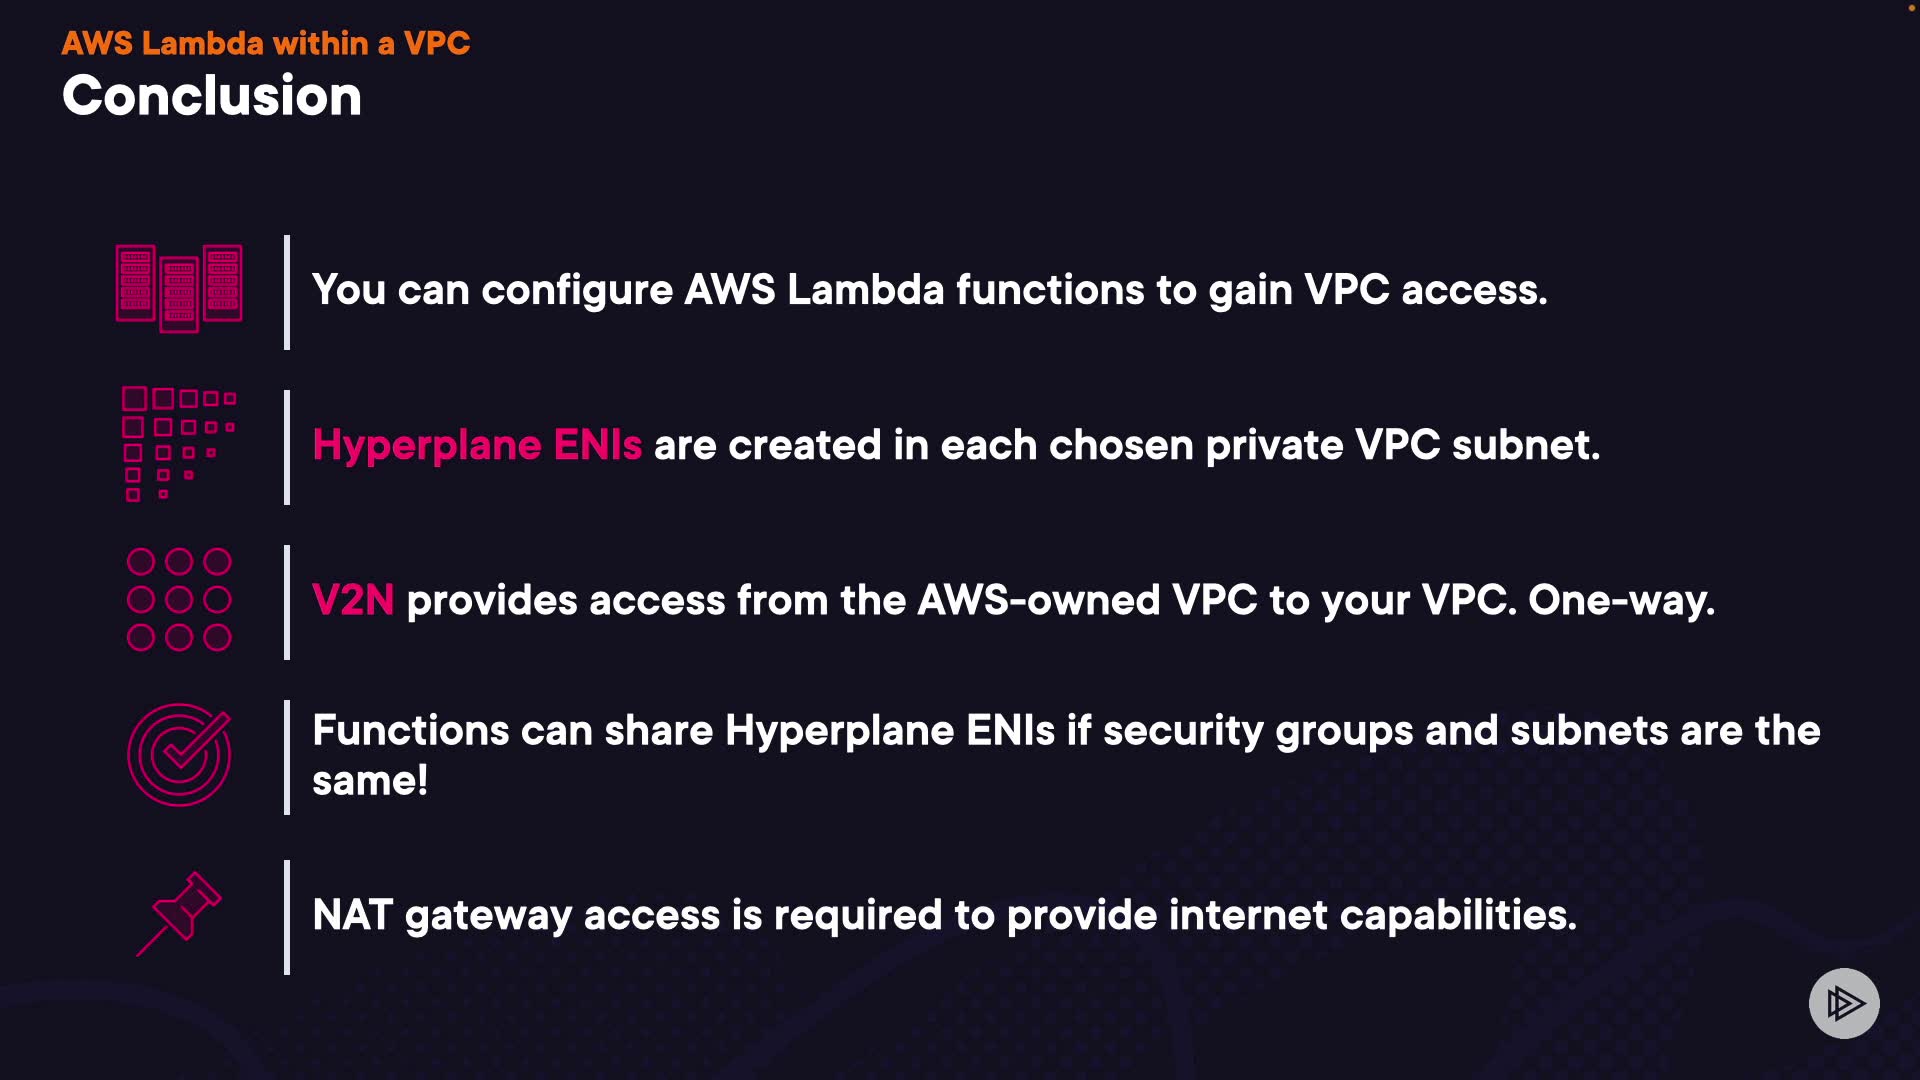 AWS Lambda within a VPC
Conclusion
You can configure AWS Lambda functions to gain VPC access.
Hyperplane ENIs are created in each chosen private VPC subnet.
V2N provides access from the AWS-owned VPC to your VPC. One-way.
Functions can share Hyperplane ENIs if security groups and subnets are the
same!
NAT gateway access is required to provide internet capabilities.